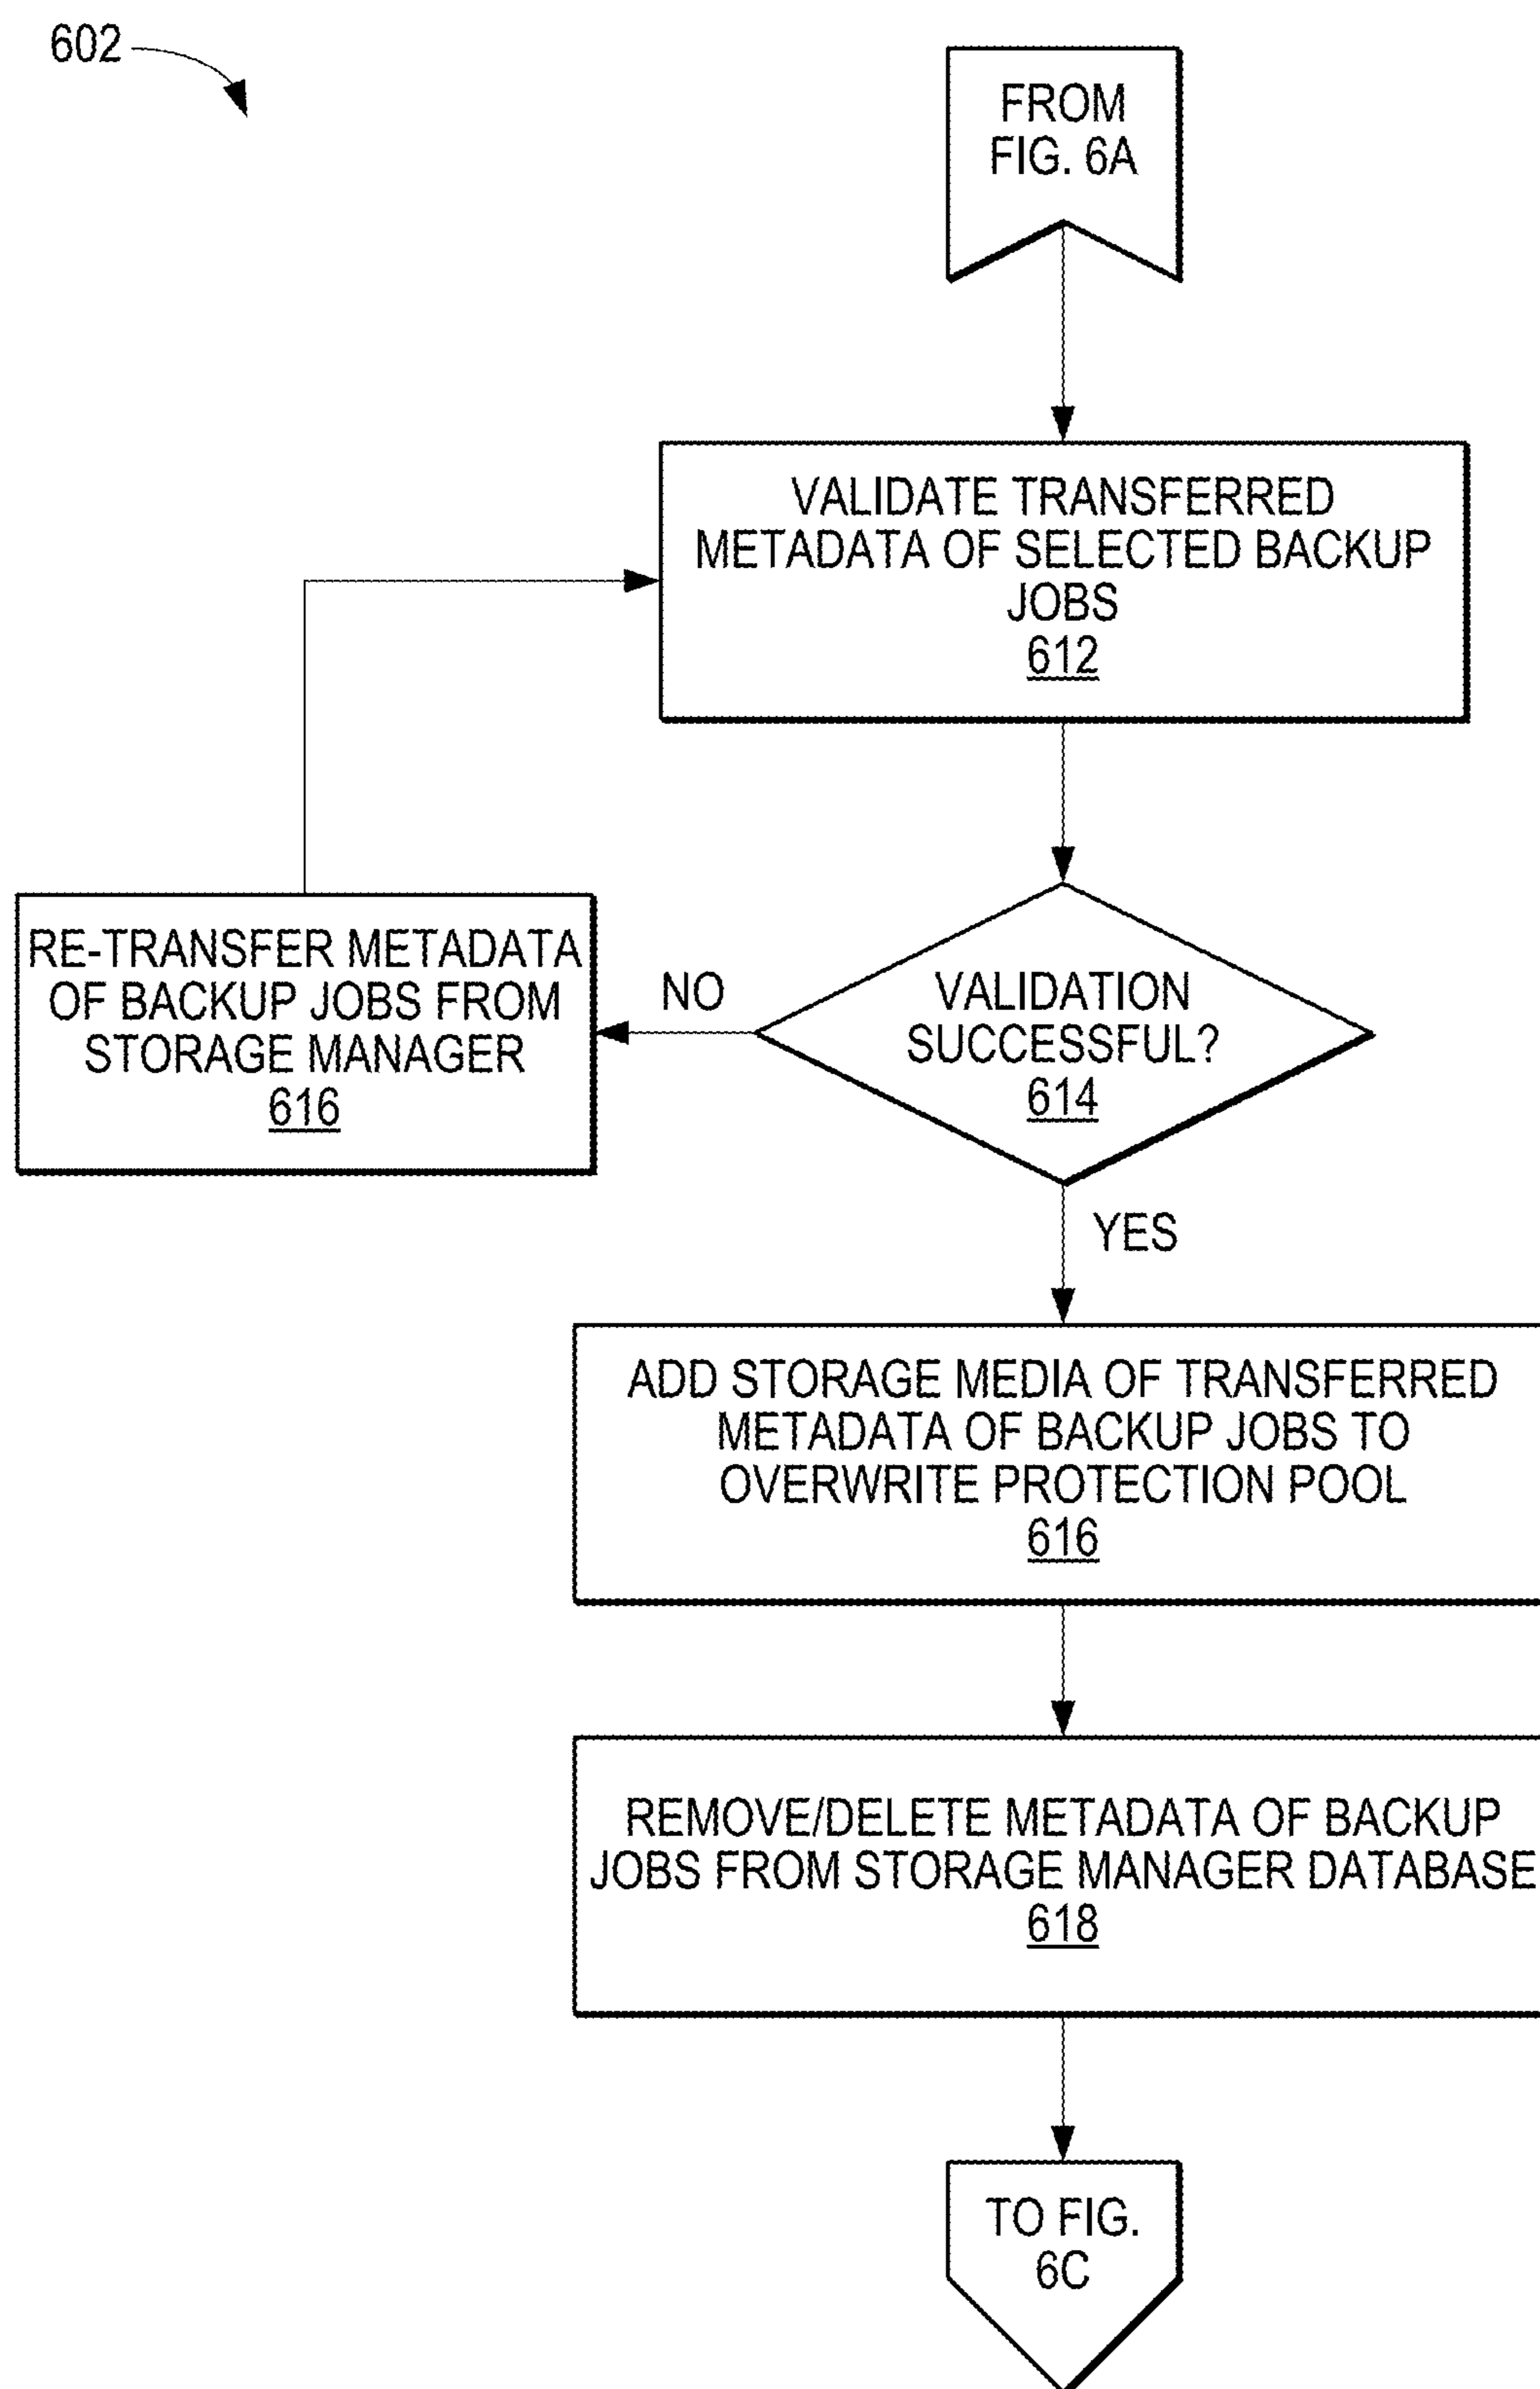 602
FROM
FIG. 6A
VALIDATE TRANSFERRED
METADATA OF SELECTED BACKUP
JOBS
612
RE-TRANSFER METADATA
OF BACKUP JOBS FROM
STORAGE MANAGER
616
NO
VALIDATION
SUCCESSFUL?
614
YES
ADD STORAGE MEDIA OF TRANSFERRED
METADATA OF BACKUP JOBS TO
OVERWRITE PROTECTION POOL
616
REMOVE/DELETE METADATA OF BACKUP
JOBS FROM STORAGE MANAGER DATABASE
618
TO FIG.
6C